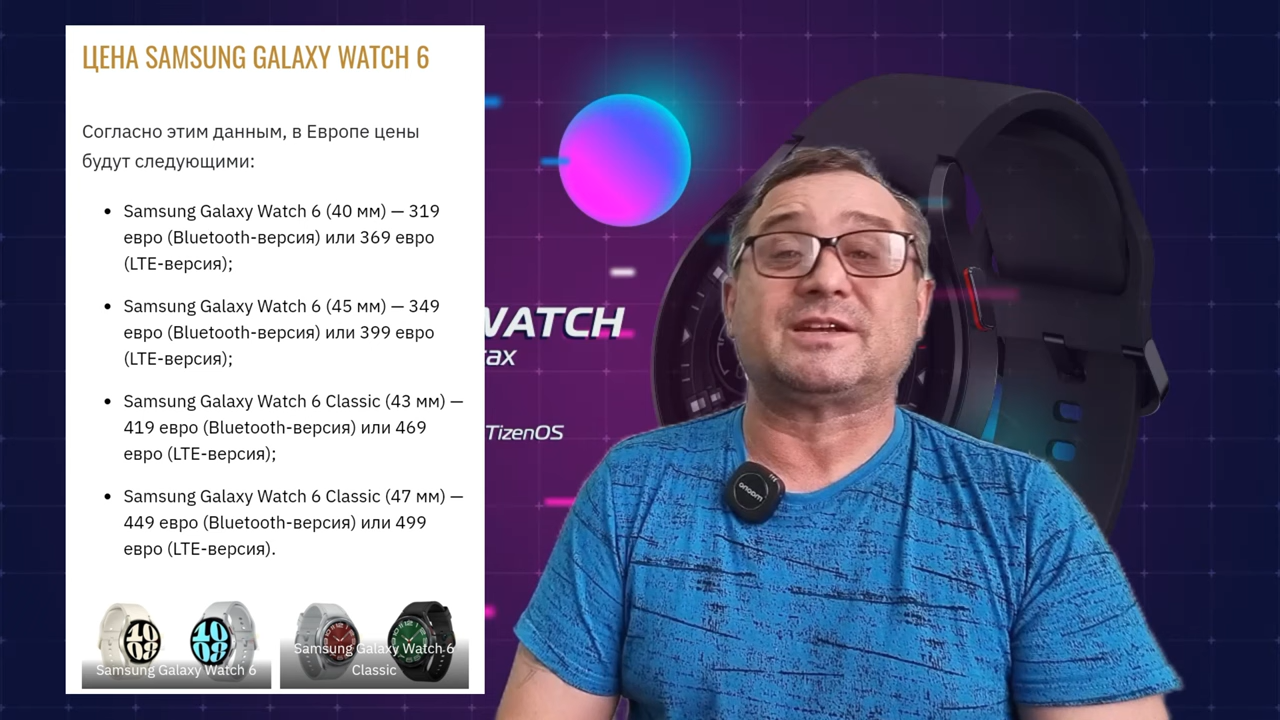 ЦЕНА SAMSUNG GALAXY WATCH 6
Согласно этим данным, в Европе цены
будут следующими:
• Samsung Galaxy Watch 6 (40 мм) — 319
евро (Bluetooth-версия) или 369 евро
(LTE-версия);
• Samsung Galaxy Watch 6 (45 мм) — 349
евро (Bluetooth-версия) или 399 евро
(LTE-версия);
• Samsung Galaxy Watch 6 Classic (43 мм) —
419 евро (Bluetooth-версия) или 469
евро (LTE-версия);
• Samsung Galaxy Watch 6 Classic (47 мм) —
449 евро (Bluetooth-версия) или 499
евро (LTE-версия).
10
09
10
09
Samsung Galaxy Watch 6
Samsung Galaxy Watch 6
Classic
WATCH
TizenOS